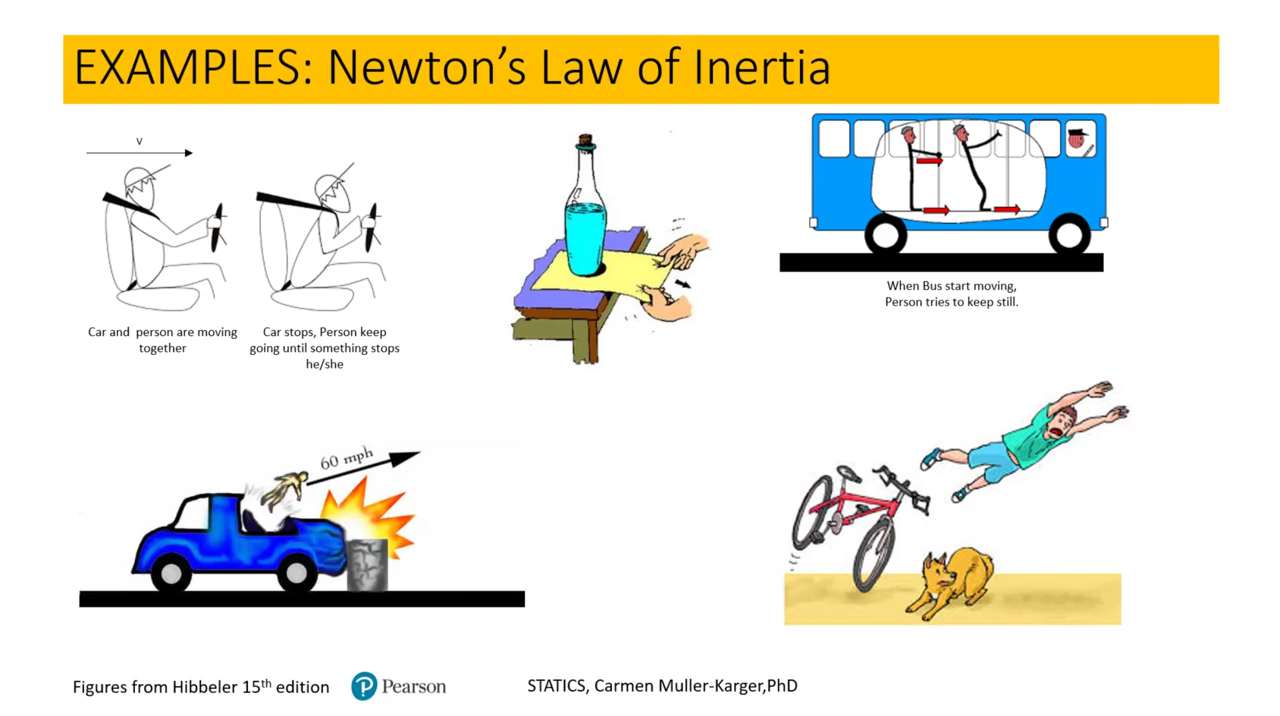 EXAMPLES: Newton's Law of Inertia
v
Car and person are moving
together
Car stops, Person keep
going until something stops
he/she
When Bus start moving,
Person tries to keep still.
60 mph
Figures from Hibbeler 15th edition
P Pearson
STATICS, Carmen Muller-Karger,PhD